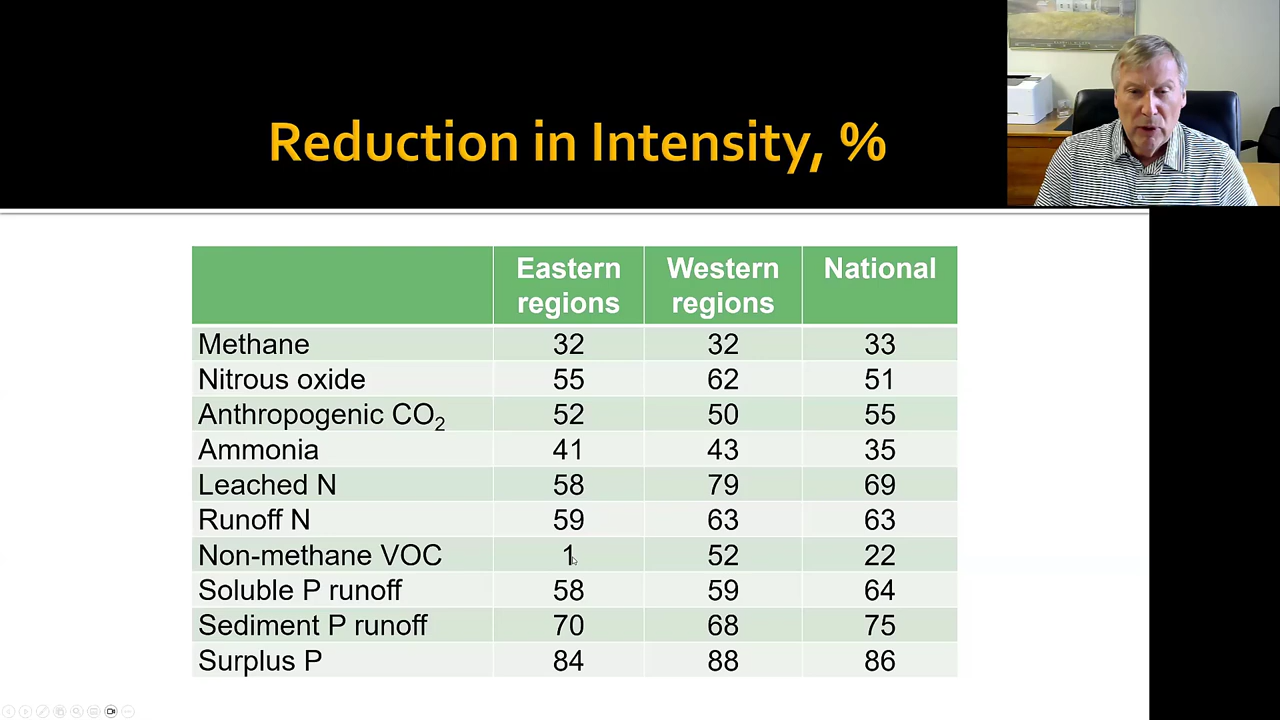 Reduction in Intensity, %
Eastern regions Western regions National
Methane 32 32 33
Nitrous oxide 55 62 51
Anthropogenic CO₂ 52 50 55
Ammonia 41 43 35
Leached N 58 79 69
Runoff N 59 63 63
Non-methane VOC 1 52 22
Soluble P runoff 58 59 64
Sediment P runoff 70 68 75
Surplus P 84 88 86